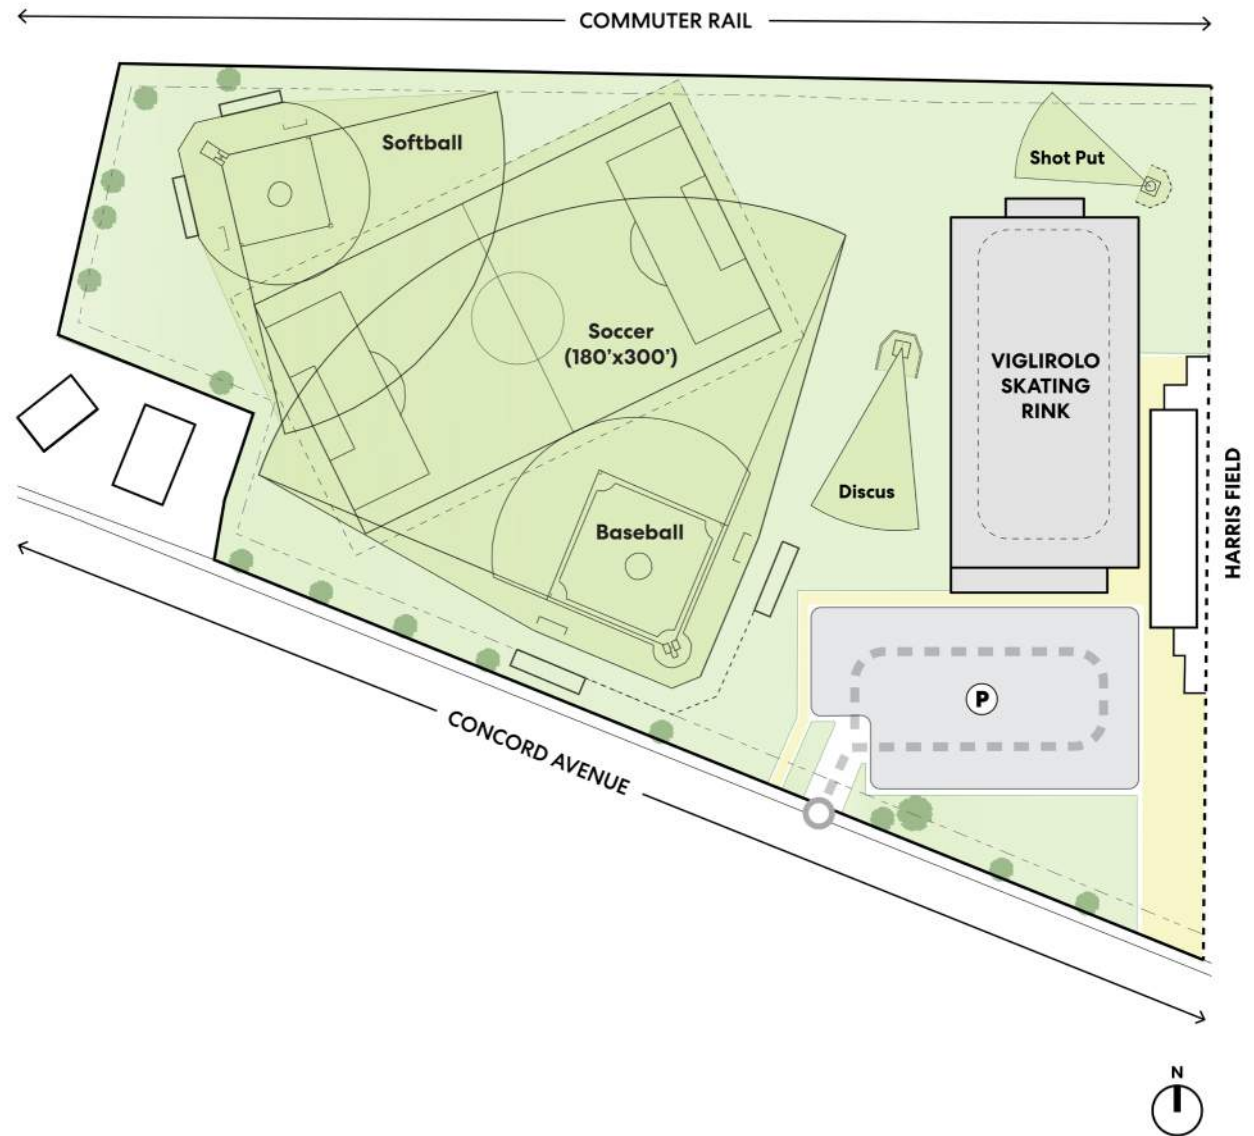 COMMUTER RAIL
Softball
Shot Put
Soccer
(180'x300')
VIGLIROLO
SKATING
RINK
Discus
Baseball
HARRIS FIELD
P
CONCORD AVENUE
N